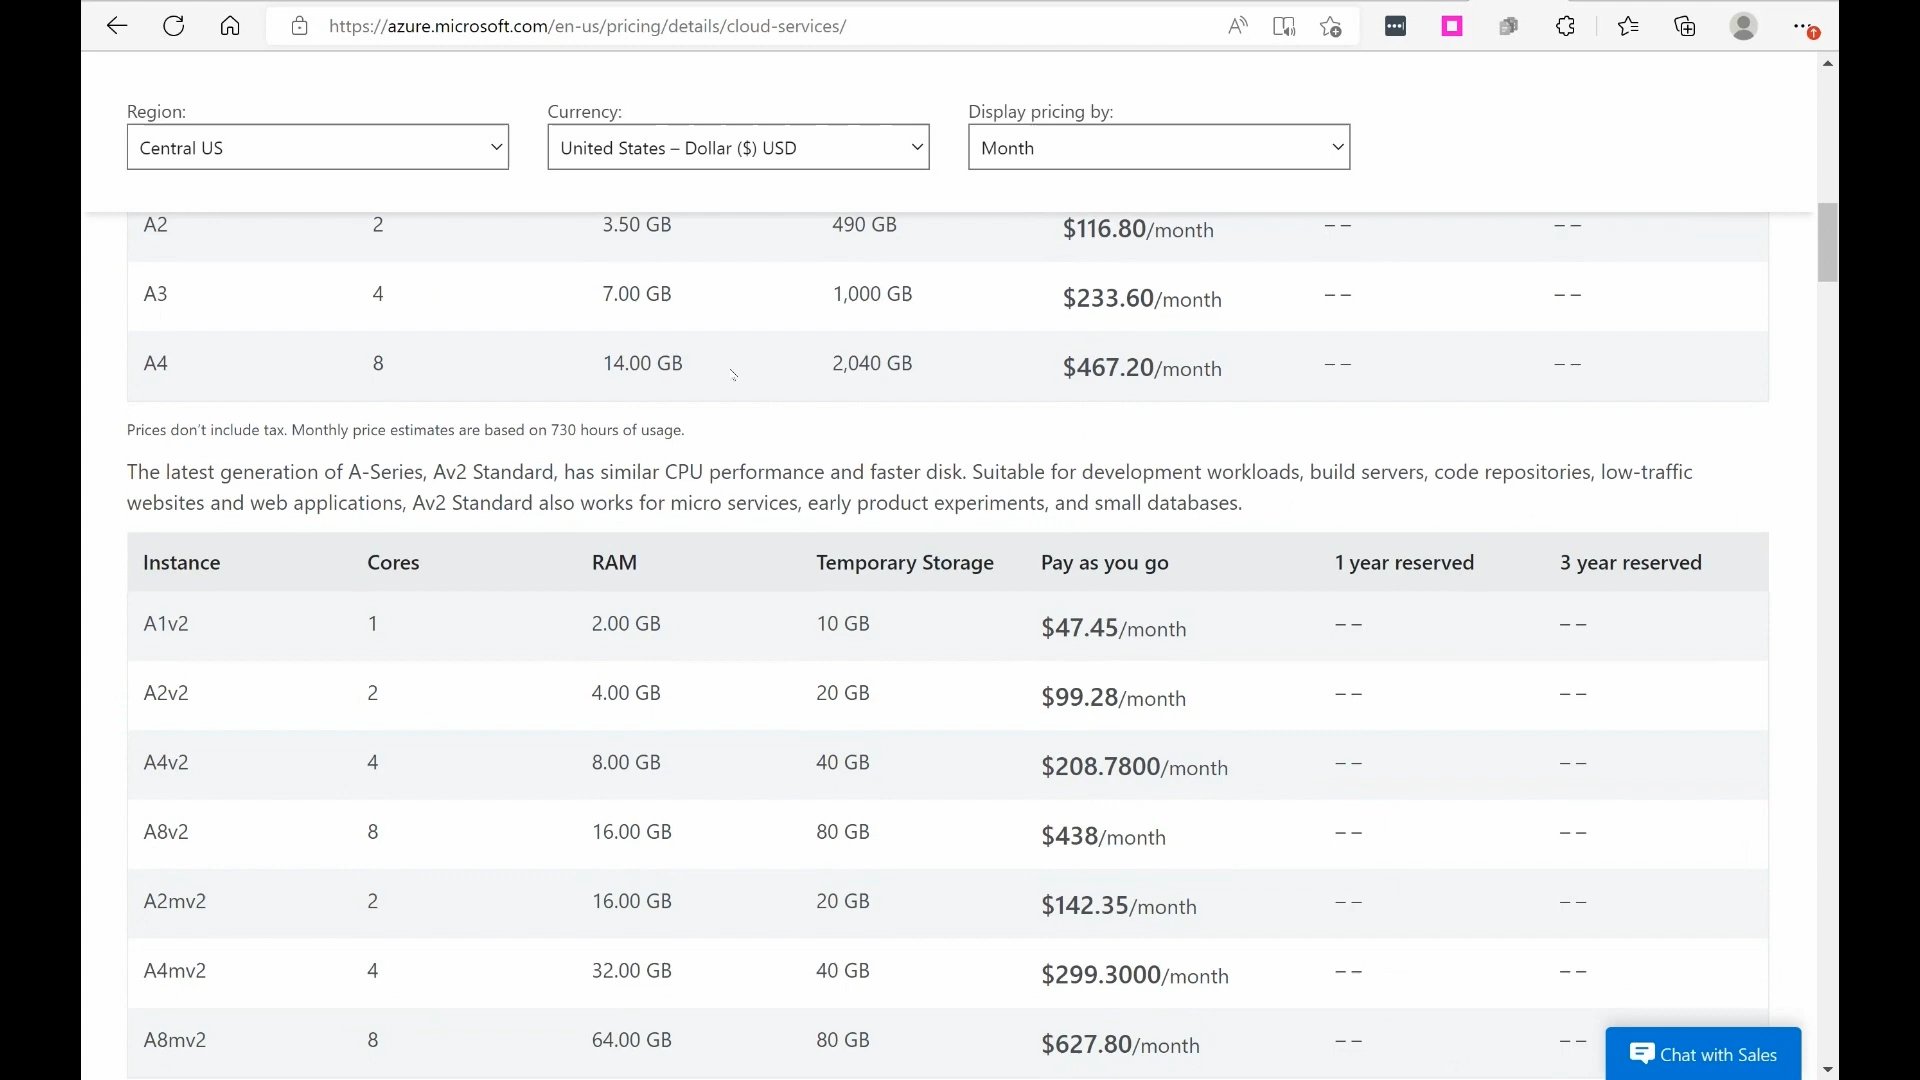 https://azure.microsoft.com/en-us/pricing/details/cloud-services/
Region: Currency: Display pricing by:
Central US United States – Dollar ($) USD Month
A2 2 3.50 GB 490 GB $116.80/month – – – –
A3 4 7.00 GB 1,000 GB $233.60/month – – – –
A4 8 14.00 GB 2,040 GB $467.20/month – – – –
Prices don't include tax. Monthly price estimates are based on 730 hours of usage.
The latest generation of A-Series, Av2 Standard, has similar CPU performance and faster disk. Suitable for development workloads, build servers, code repositories, low-traffic
websites and web applications, Av2 Standard also works for micro services, early product experiments, and small databases.
Instance Cores RAM Temporary Storage Pay as you go 1 year reserved 3 year reserved
A1v2 1 2.00 GB 10 GB $47.45/month – – – –
A2v2 2 4.00 GB 20 GB $99.28/month – – – –
A4v2 4 8.00 GB 40 GB $208.7800/month – – – –
A8v2 8 16.00 GB 80 GB $438/month – – – –
A2mv2 2 16.00 GB 20 GB $142.35/month – – – –
A4mv2 4 32.00 GB 40 GB $299.3000/month – – – –
A8mv2 8 64.00 GB 80 GB $627.80/month – – – –
Chat with Sales